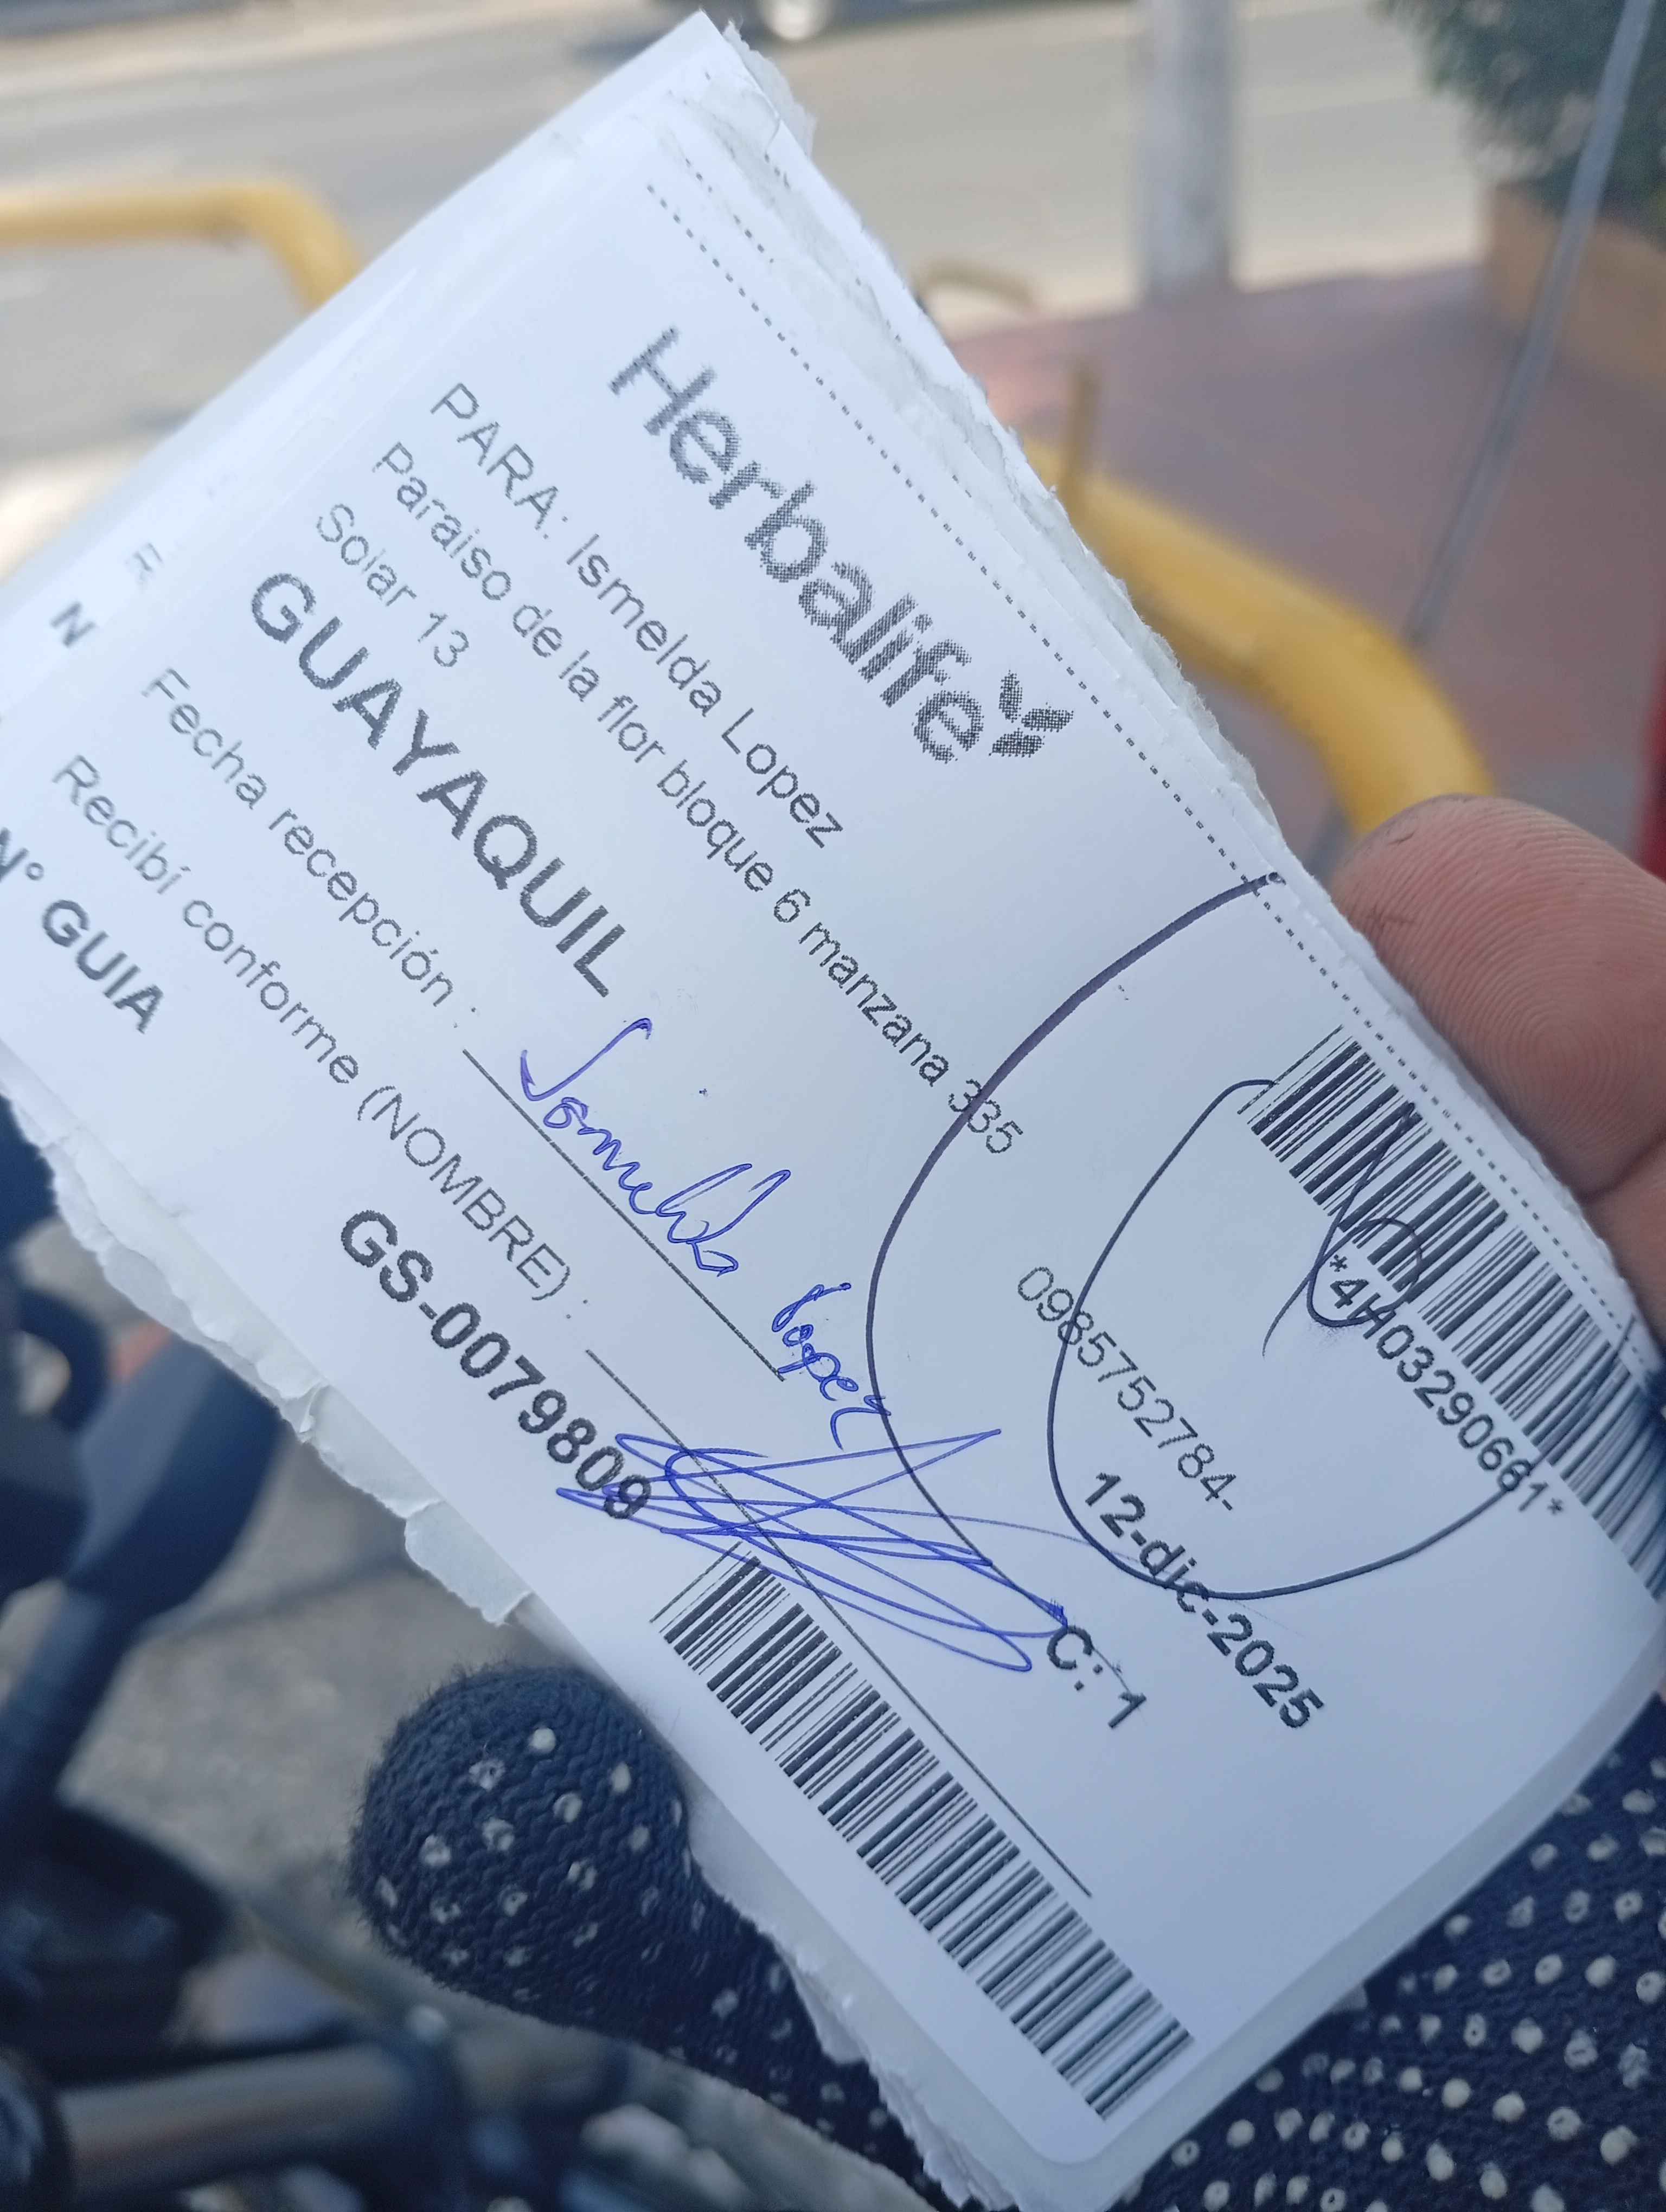 Herbalife
*4H03290661*
PARA: Ismelda Lopez
Paraiso de la flor bloque 6 manzana 335
Solar 13
0985752784-
GUAYAQUIL
12-dic-2025
C: 1
Fecha recepción :
Ismelda Lopez
Recibí conforme (NOMBRE) :
N° GUIA
GS-0079809
N